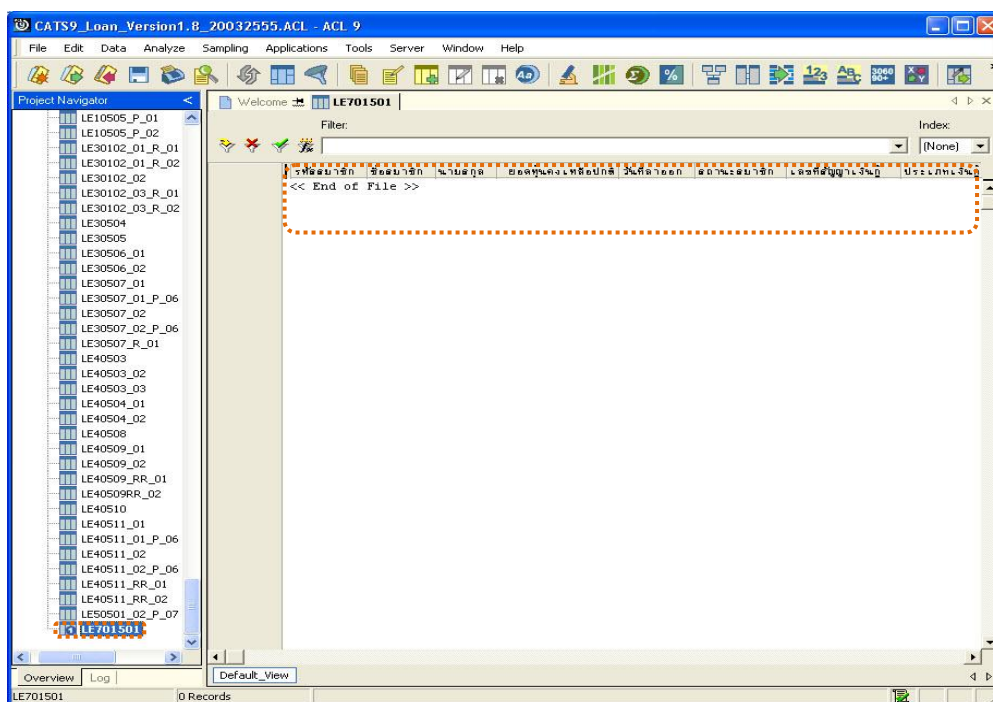 CATS9_Loan_Version1.8_20032555.ACL - ACL 9
File Edit Data Analyze Sampling Applications Tools Server Window Help
Project Navigator
Welcome LE701501
Filter:
Index:
(None)
LE10505_P_01
LE10505_P_02
LE30102_01_R_01
LE30102_01_R_02
LE30102_02
LE30102_03_R_01
LE30102_03_R_02
LE30504
LE30505
LE30506_01
LE30506_02
LE30507_01
LE30507_01_P_06
LE30507_02
LE30507_02_P_06
LE30507_R_01
LE40503
LE40503_02
LE40503_03
LE40504_01
LE40504_02
LE40508
LE40509_01
LE40509_02
LE40509_RR_01
LE40509RR_02
LE40510
LE40511_01
LE40511_01_P_06
LE40511_02
LE40511_02_P_06
LE40511_RR_01
LE40511_RR_02
LE50501_02_P_07
LE701501
รหัสสมาชิก ชื่อสมาชิก นามสกุล ยอดทุนคงเหลือปกติ วันที่ลาออก สถานะสมาชิก เลขที่สัญญาเงินกู้ ประเภทเงินกู้
<< End of File >>
Overview Log
Default_View
LE701501 0 Records